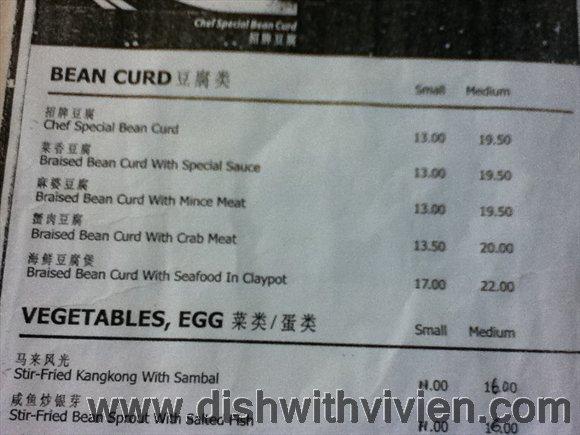 Chef Special Bean Curd
招牌豆腐
BEAN CURD 豆腐类 Small Medium
招牌豆腐
Chef Special Bean Curd 13.00 19.50
菜香豆腐
Braised Bean Curd With Special Sauce 13.00 19.50
麻婆豆腐
Braised Bean Curd With Mince Meat 13.00 19.50
蟹肉豆腐
Braised Bean Curd With Crab Meat 13.50 20.00
海鲜豆腐煲
Braised Bean Curd With Seafood In Claypot 17.00 22.00
VEGETABLES, EGG 菜类/蛋类 Small Medium
马来风光
Stir-Fried Kangkong With Sambal 11.00 16.00
咸鱼炒银芽
Stir-Fried Bean Sprout With Salted Fish 11.00 16.00
www.dishwithvivien.com